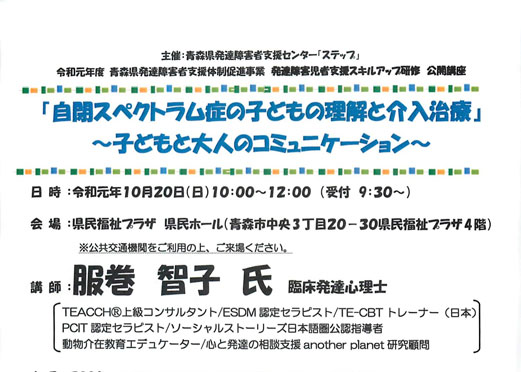 主催：青森県発達障害者支援センター「ステップ」
令和元年度 青森県発達障害者支援体制促進事業 発達障害児者支援スキルアップ研修 公開講座
「自閉スペクトラム症の子どもの理解と介入治療」
～子どもと大人のコミュニケーション～
日 時：令和元年10月20日(日)10:00～12:00 (受付 9:30～)
会 場：県民福祉プラザ 県民ホール(青森市中央3丁目20－30県民福祉プラザ4階)
※公共交通機関をご利用の上、ご来場ください。
講 師：服巻 智子 氏 臨床発達心理士
TEACCH®上級コンサルタント/ESDM 認定セラピスト/TE-CBT トレーナー（日本）
PCIT 認定セラピスト/ソーシャルストーリーズ日本語圏公認指導者
動物介在教育エデュケーター/心と発達の相談支援 another planet 研究顧問